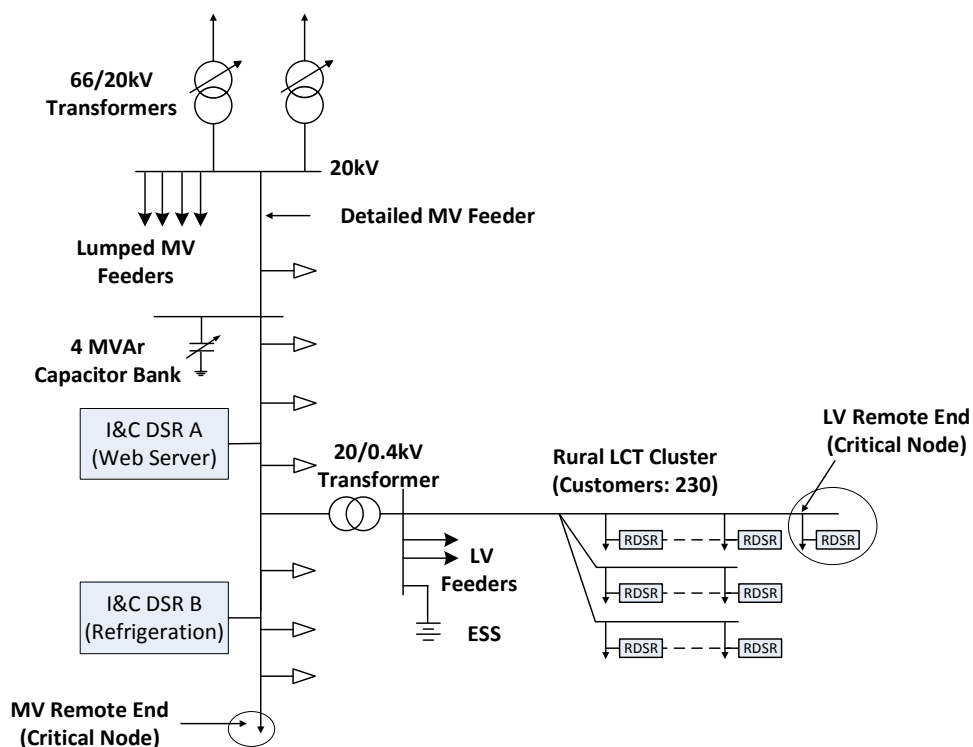 66/20kV
Transformers
20kV
Detailed MV Feeder
Lumped MV
Feeders
4 MVAr
Capacitor Bank
I&C DSR A
(Web Server)
20/0.4kV
Transformer
Rural LCT Cluster
(Customers: 230)
LV Remote End
(Critical Node)
RDSR
RDSR
RDSR
LV
Feeders
RDSR
RDSR
ESS
RDSR
RDSR
I&C DSR B
(Refrigeration)
MV Remote End
(Critical Node)